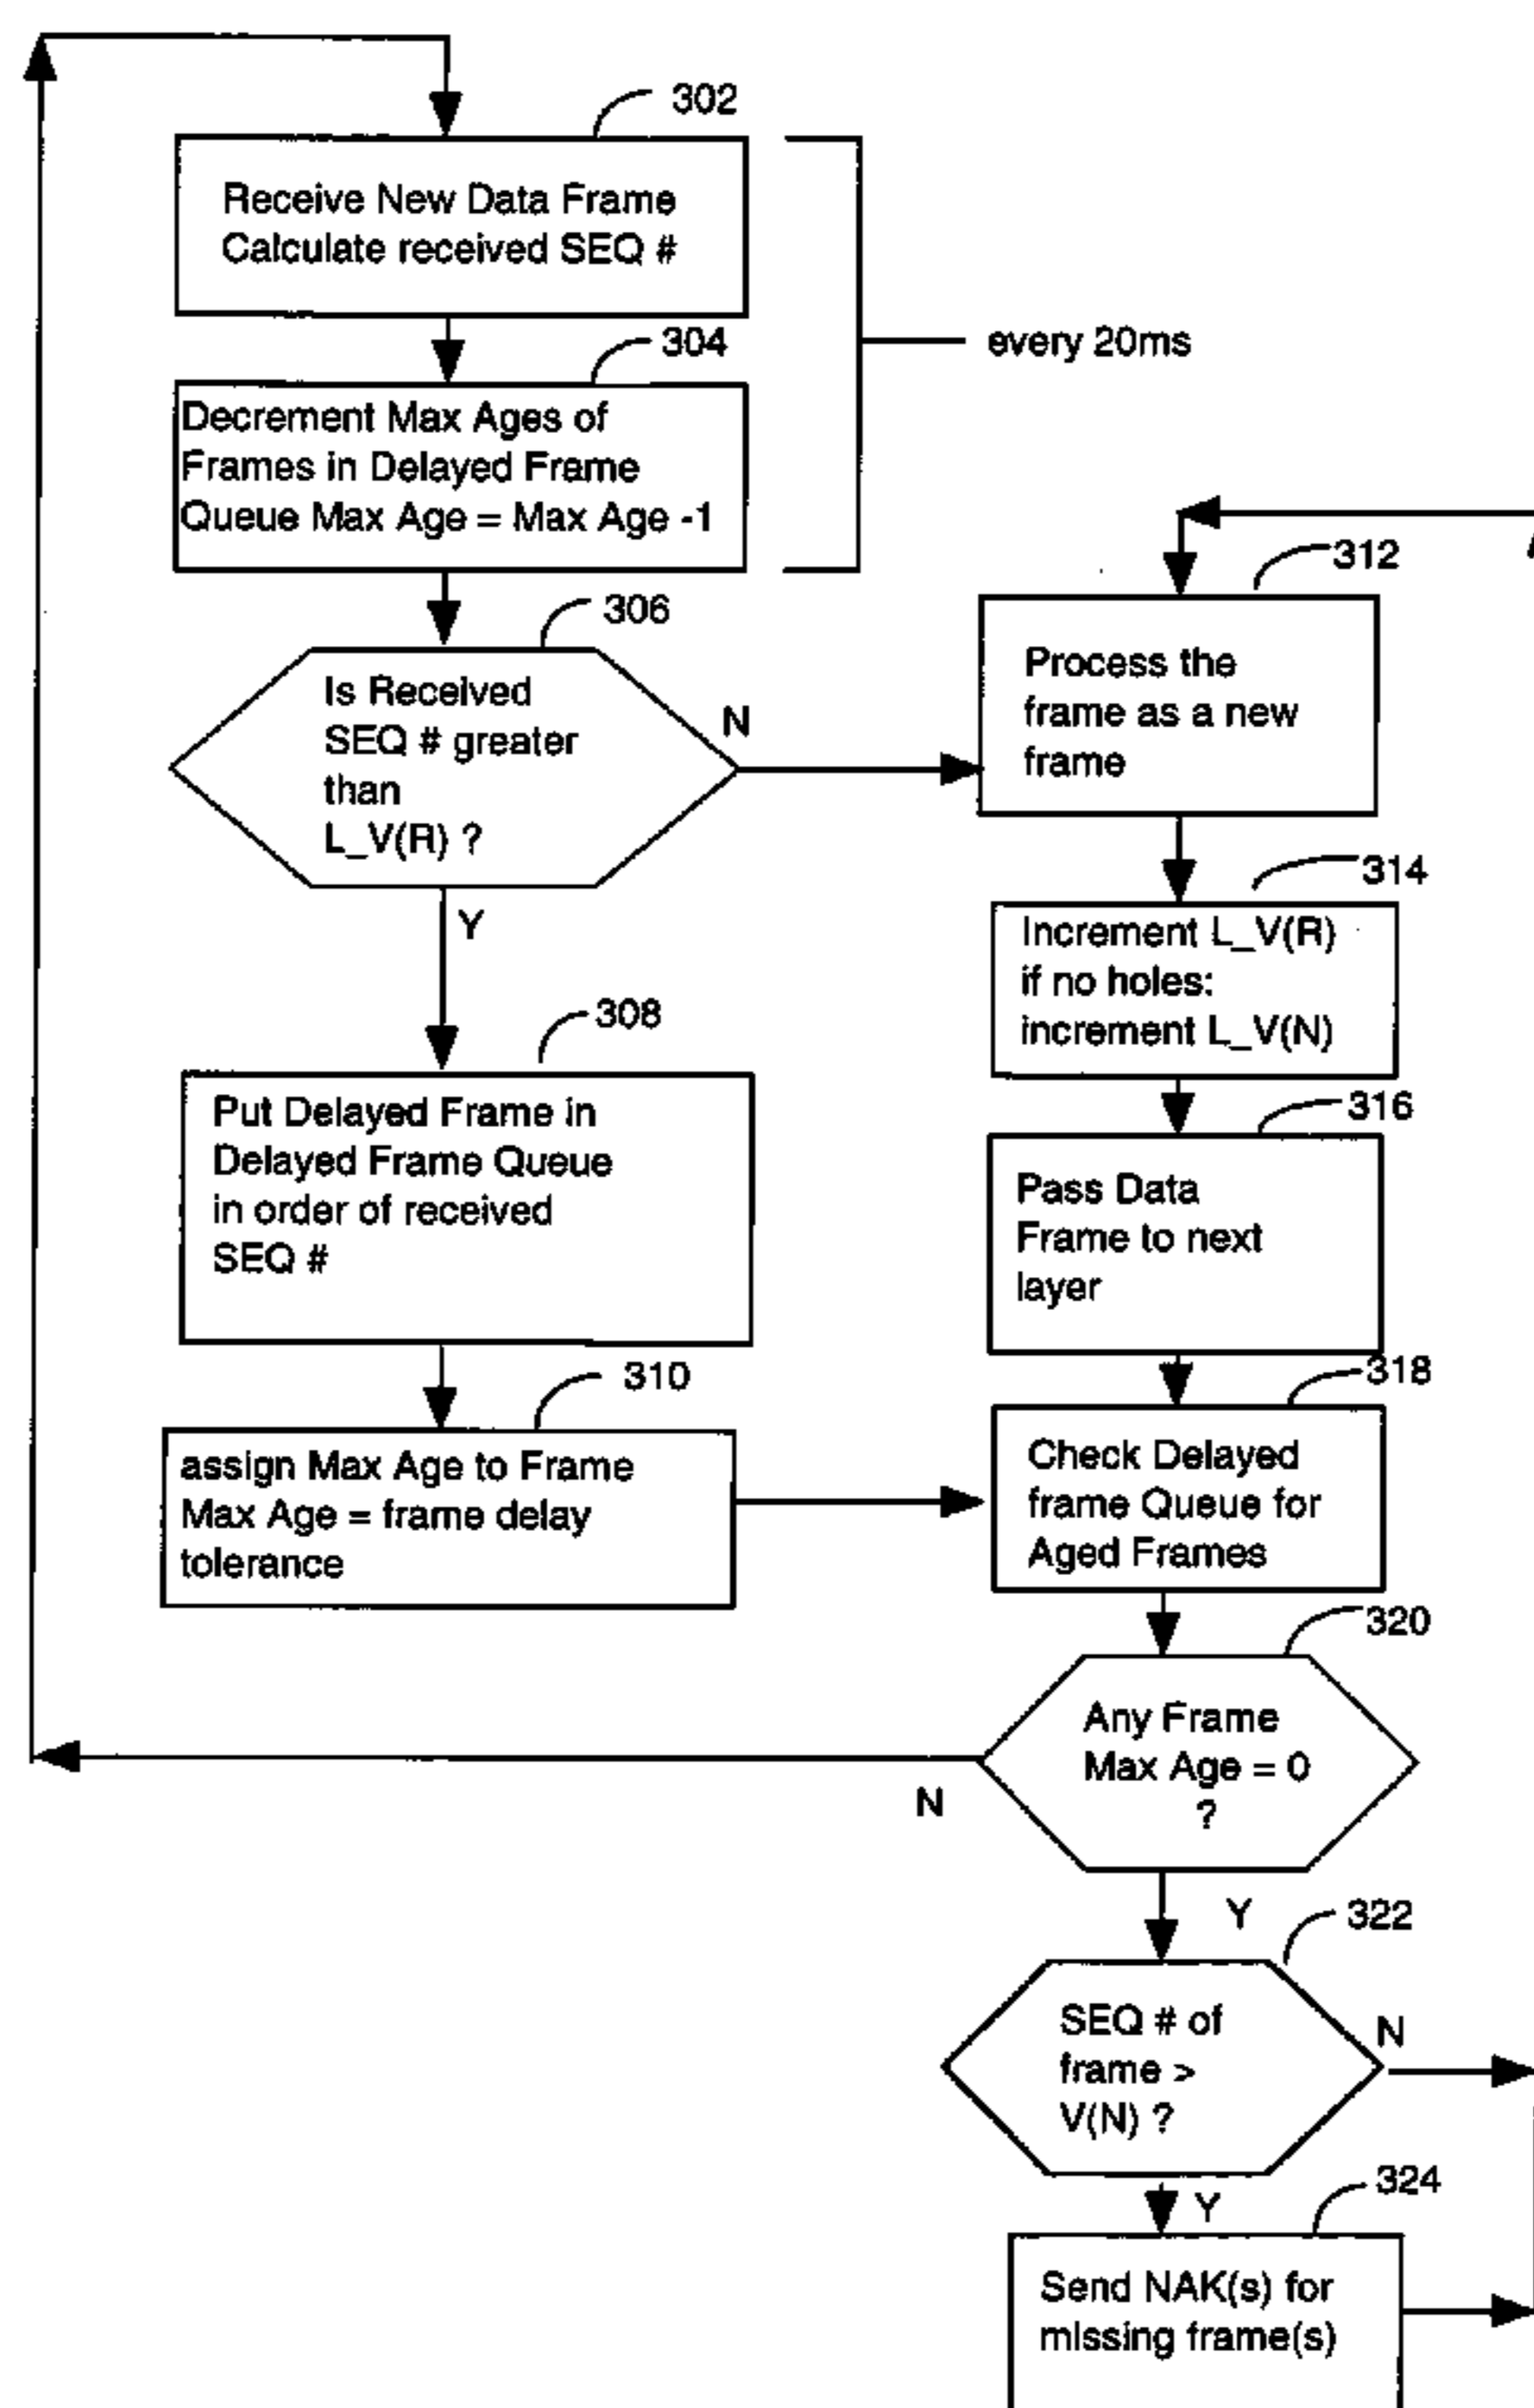 302
Receive New Data Frame
Calculate received SEQ #
304
every 20ms
Decrement Max Ages of
Frames in Delayed Frame
Queue Max Age = Max Age -1
306
Is Received
SEQ # greater
than
L_V(R) ?
N
Y
308
Put Delayed Frame in
Delayed Frame Queue
in order of received
SEQ #
310
assign Max Age to Frame
Max Age = frame delay
tolerance
312
Process the
frame as a new
frame
314
Increment L_V(R)
if no holes:
increment L_V(N)
316
Pass Data
Frame to next
layer
318
Check Delayed
frame Queue for
Aged Frames
320
Any Frame
Max Age = 0
?
N
Y
322
SEQ # of
frame >
V(N) ?
N
Y
324
Send NAK(s) for
missing frame(s)